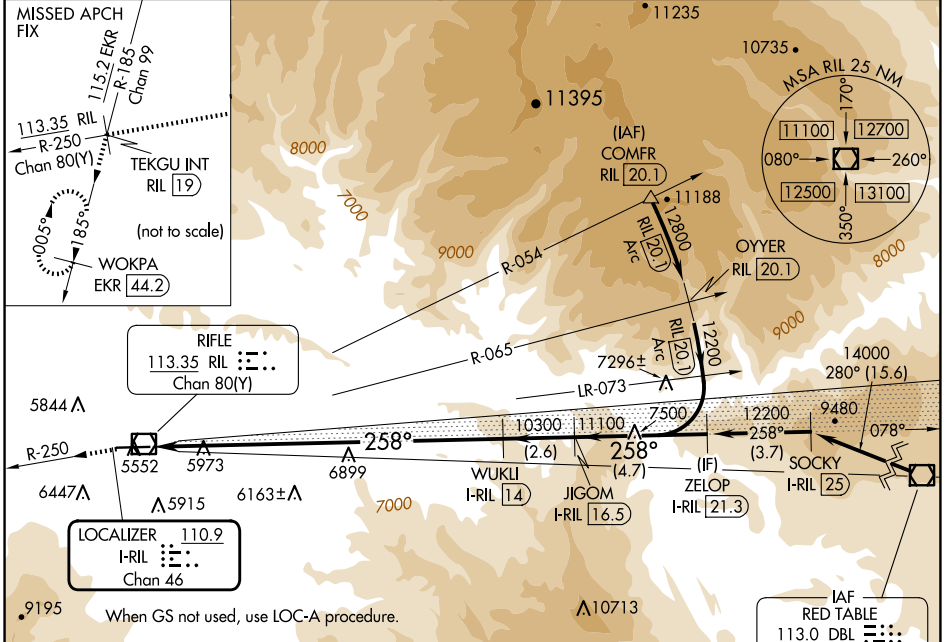 MISSED APCH
FIX
115.2 EKR
R-185
Chan 99
113.35 RIL
R-250
Chan 80(Y)
TEKGU INT
RIL 19
005°
185°
(not to scale)
WOKPA
EKR 44.2
11235
10735
11395
MSA RIL 25 NM
170°
11100
12700
080°
260°
12500
13100
350°
(IAF)
COMFR
RIL 20.1
11188
12800
RIL 20.1
Arc
8000
7000
9000
R-054
OYYER
RIL 20.1
8000
9000
R-065
12200
RIL 20.1
Arc
7296±
LR-073
14000
280° (15.6)
RIFLE
113.35 RIL
Chan 80(Y)
5844
7500
9480
10300
11100
12200
078°
R-250
258°
(2.6)
258°
(4.7)
258°
(3.7)
5552
5973
6899
WUKLI
I-RIL 14
JIGOM
I-RIL 16.5
(IF)
ZELOP
I-RIL 21.3
SOCKY
I-RIL 25
6447
5915
6163±
7000
LOCALIZER 110.9
I-RIL
Chan 46
9195
When GS not used, use LOC-A procedure.
10713
IAF
RED TABLE
113.0 DBL